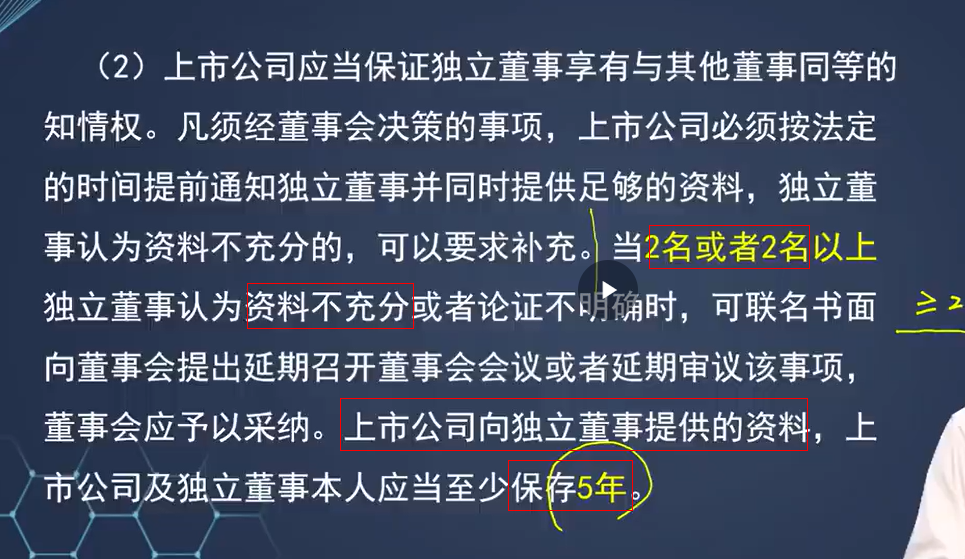 （2）上市公司应当保证独立董事享有与其他董事同等的
知情权。凡须经董事会决策的事项，上市公司必须按法定
的时间提前通知独立董事并同时提供足够的资料，独立董
事认为资料不充分的，可以要求补充。当2名或者2名以上
独立董事认为资料不充分或者论证不明确时，可联名书面
≥2
向董事会提出延期召开董事会会议或者延期审议该事项，
董事会应予以采纳。上市公司向独立董事提供的资料，上
市公司及独立董事本人应当至少保存5年。